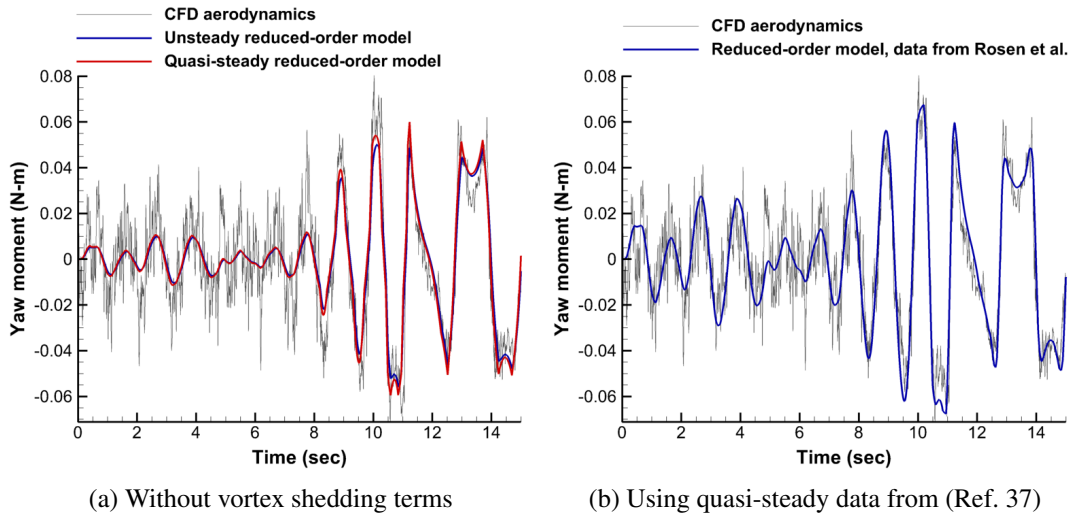 CFD aerodynamics
Unsteady reduced-order model
Quasi-steady reduced-order model
Yaw moment (N-m)
0.08
0.06
0.04
0.02
0
-0.02
-0.04
-0.06
0 2 4 6 8 10 12 14
Time (sec)
(a) Without vortex shedding terms
CFD aerodynamics
Reduced-order model, data from Rosen et al.
Yaw moment (N-m)
0.08
0.06
0.04
0.02
0
-0.02
-0.04
-0.06
0 2 4 6 8 10 12 14
Time (sec)
(b) Using quasi-steady data from (Ref. 37)